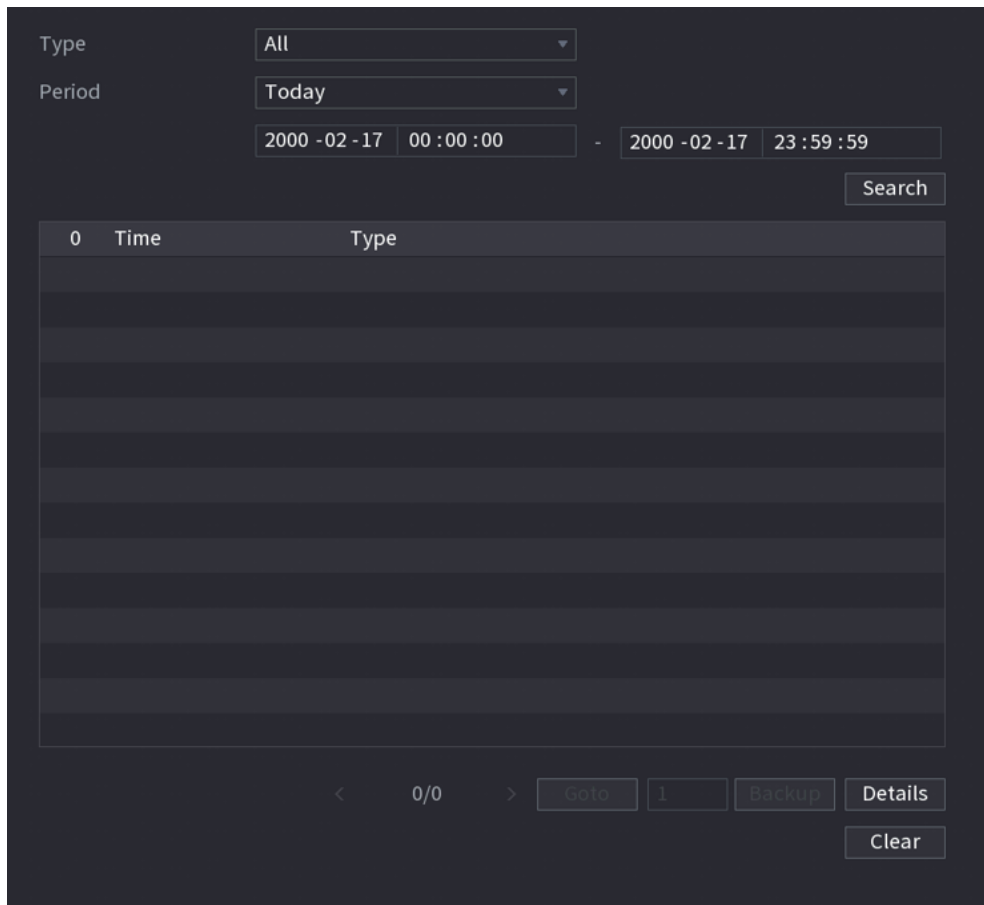 Type All
Period Today
2000 -02 -17 00 :00 :00 - 2000 -02 -17 23 :59 :59
Search
0 Time Type
< 0/0 > Goto 1 Backup Details
Clear